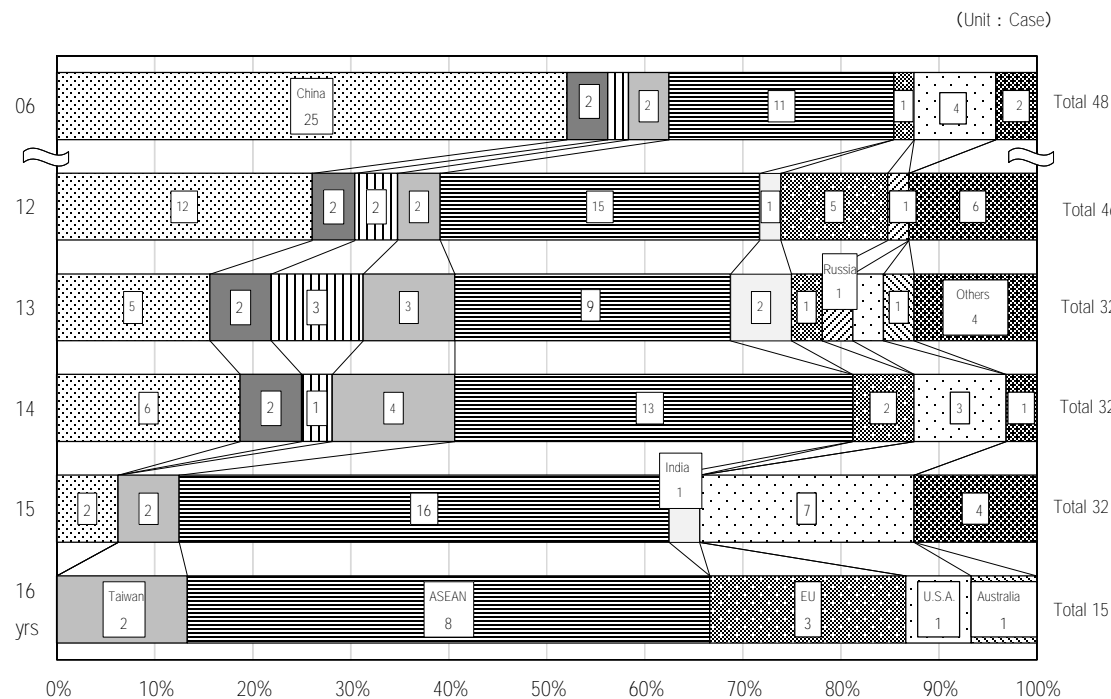 (Unit : Case)
06
China
25
2
2
11
1
4
2
Total 48
12
12
2
2
2
15
1
5
1
6
Total 46
13
5
2
3
3
9
2
1
Russia
1
1
Others
4
Total 32
14
6
2
1
4
13
2
3
1
Total 32
15
2
2
16
India
1
7
4
Total 32
16
yrs
Taiwan
2
ASEAN
8
EU
3
U.S.A.
1
Australia
1
Total 15
0% 10% 20% 30% 40% 50% 60% 70% 80% 90% 100%